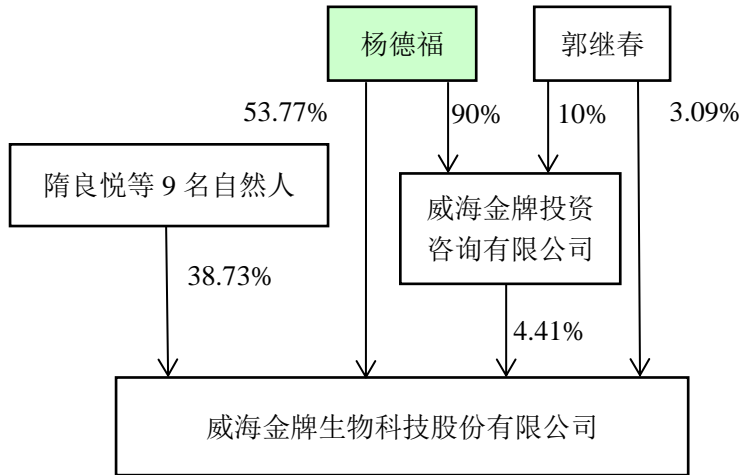 杨德福
郭继春
53.77%
90%
10%
3.09%
隋良悦等 9 名自然人
威海金牌投资
咨询有限公司
38.73%
4.41%
威海金牌生物科技股份有限公司